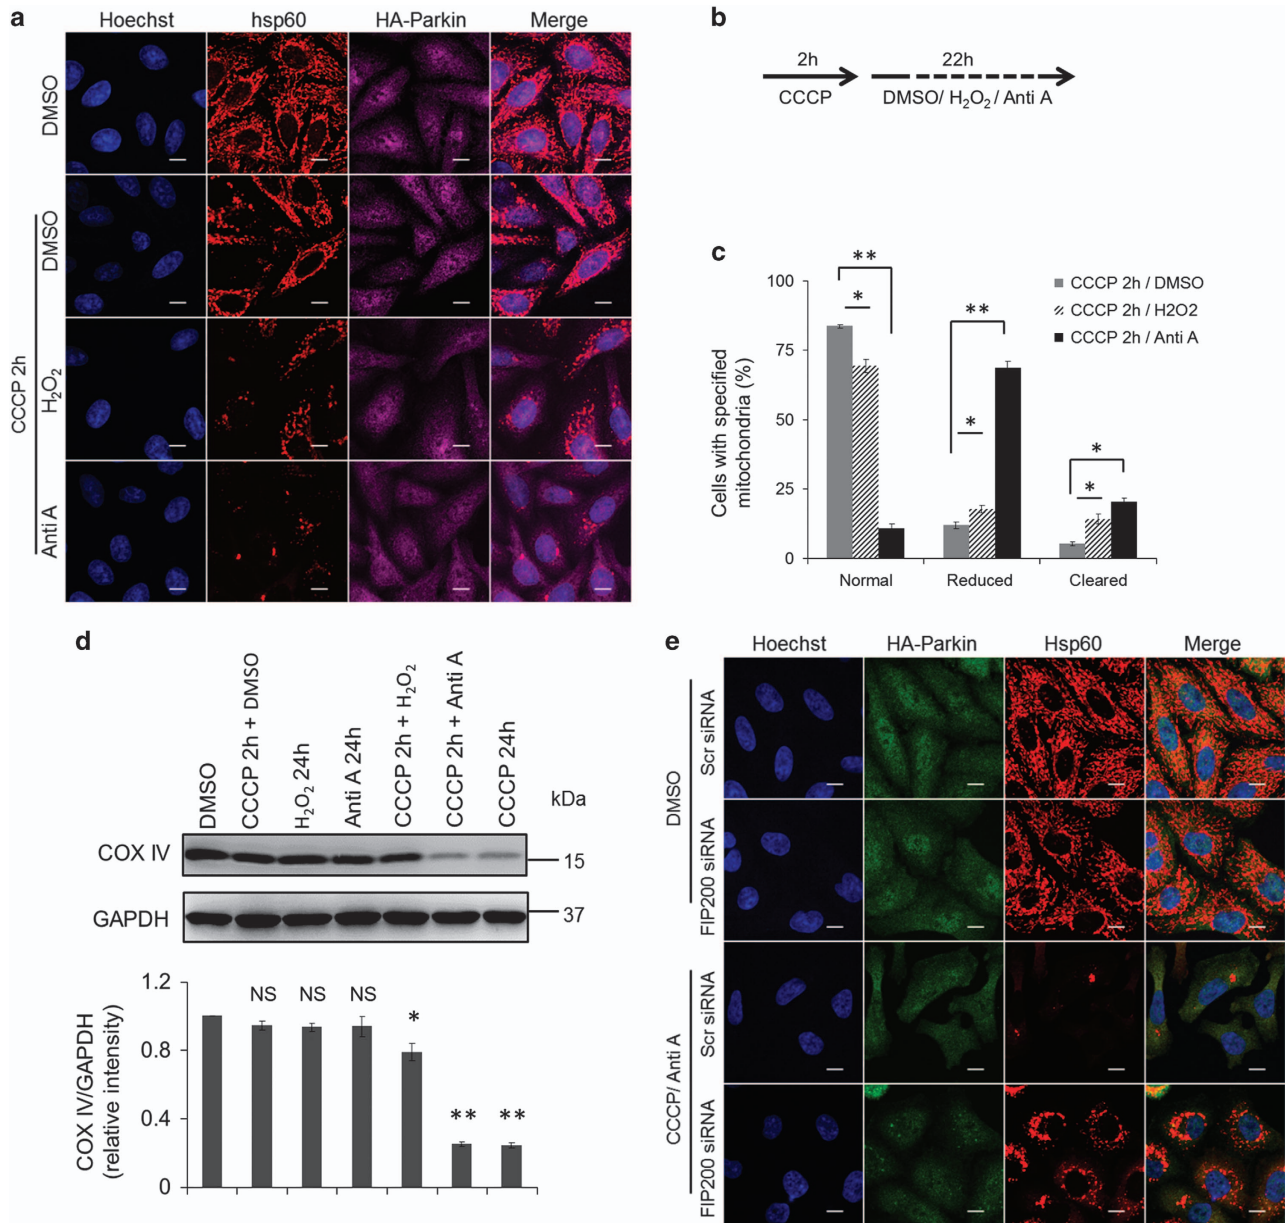 a
Hoechst hsp60 HA-Parkin Merge
DMSO
DMSO
H₂O₂
Anti A
CCCP 2h
b
2h 22h
CCCP DMSO/ H₂O₂ / Anti A
c
Cells with specified
mitochondria (%)
100
75
50
25
0
** *
** *
* *
CCCP 2h / DMSO
CCCP 2h / H2O2
CCCP 2h / Anti A
Normal Reduced Cleared
d
DMSO
CCCP 2h + DMSO
H₂O₂ 24h
Anti A 24h
CCCP 2h + H₂O₂
CCCP 2h + Anti A
CCCP 24h
kDa
COX IV 15
GAPDH 37
COX IV/GAPDH
(relative intensity)
1.2
0.8
0.4
0
NS NS NS * ** **
e
Hoechst HA-Parkin Hsp60 Merge
DMSO
Scr siRNA
FIP200 siRNA
CCCP/ Anti A
Scr siRNA
FIP200 siRNA